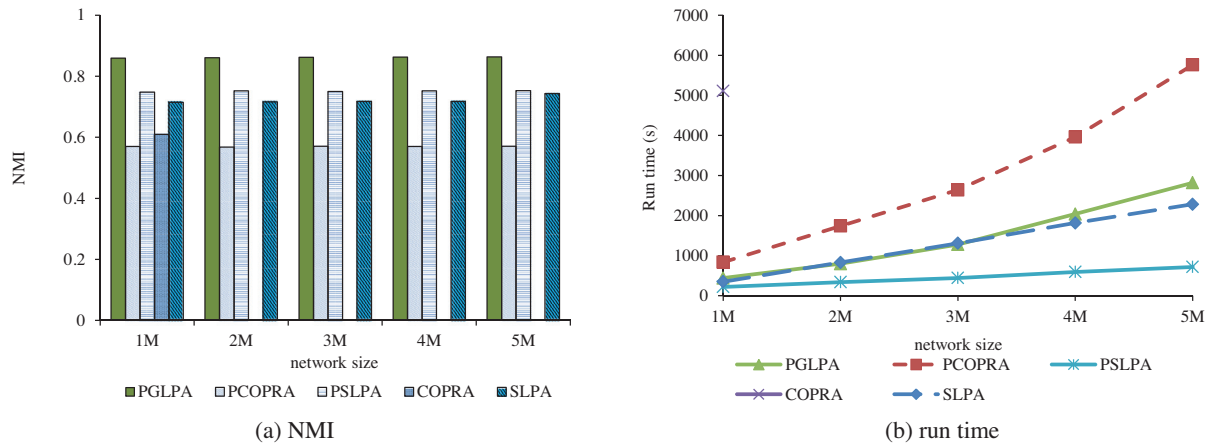 1
0.8
0.6
0.4
0.2
0
NMI
1M 2M 3M 4M 5M
network size
PGLPA PCOPRA PSLPA COPRA SLPA
(a) NMI
7000
6000
5000
4000
3000
2000
1000
0
Run time (s)
1M 2M 3M 4M 5M
network size
PGLPA PCOPRA PSLPA
COPRA SLPA
(b) run time